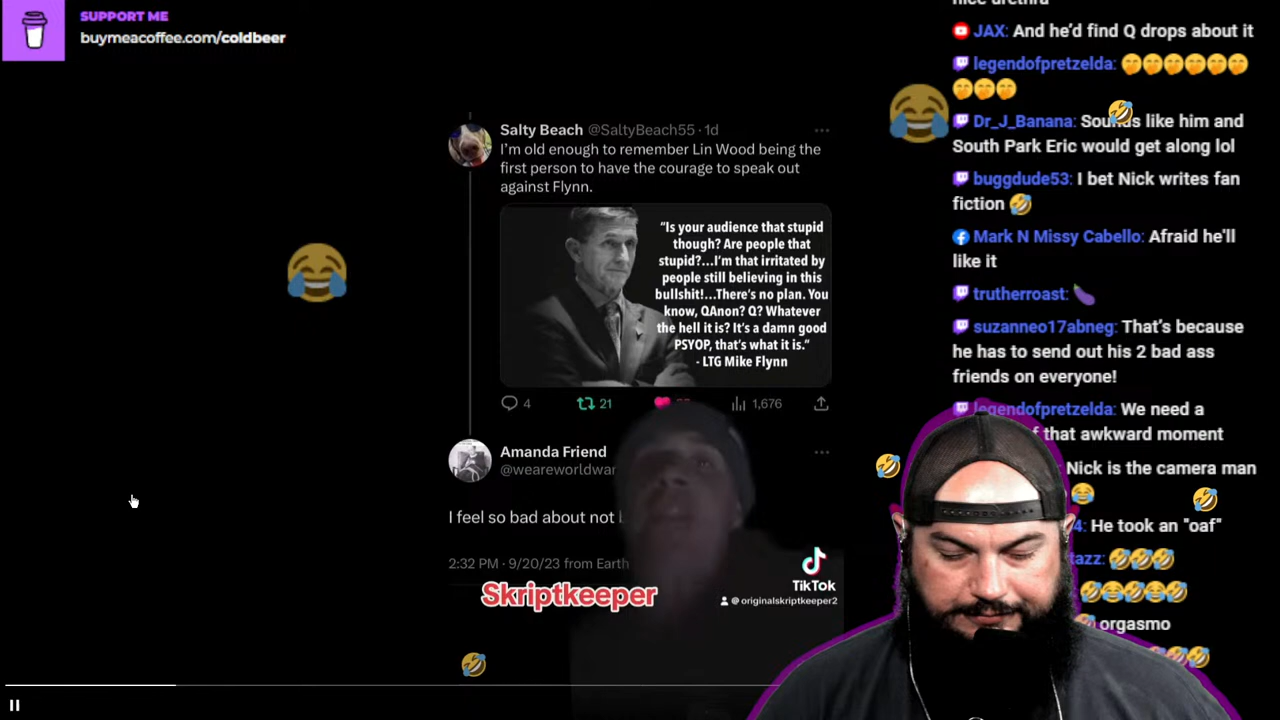 SUPPORT ME
buymeacoffee.com/coldbeer
Salty Beach @SaltyBeach55 · 1d
I’m old enough to remember Lin Wood being the
first person to have the courage to speak out
against Flynn.
“Is your audience that stupid
though? Are people that
stupid?...I’m that irritated by
people still believing in this
bullshit!...There’s no plan. You
know, QAnon? Q? Whatever
the hell it is? It’s a damn good
PSYOP, that’s what it is.”
- LTG Mike Flynn
4
21
1,676
Amanda Friend
@weareworldwar
I feel so bad about not
2:32 PM · 9/20/23 from Earth
Skriptkeeper
TikTok
@originalskriptkeeper2
nice urethra
JAX: And he’d find Q drops about it
legendofpretzelda: 🤭🤭🤭🤭🤭🤭
🤭🤭🤭
Dr_J_Banana: Sounds like him and
South Park Eric would get along lol
buggdude53: I bet Nick writes fan
fiction 🤣
Mark N Missy Cabello: Afraid he'll
like it
trutherroast: 🍆
suzanneo17abneg: That’s because
he has to send out his 2 bad ass
friends on everyone!
legendofpretzelda: We need a
f that awkward moment
Nick is the camera man
😂
4: He took an "oaf"
tazz: 🤣🤣🤣
🤣😂🤣😂🤣
orgasmo